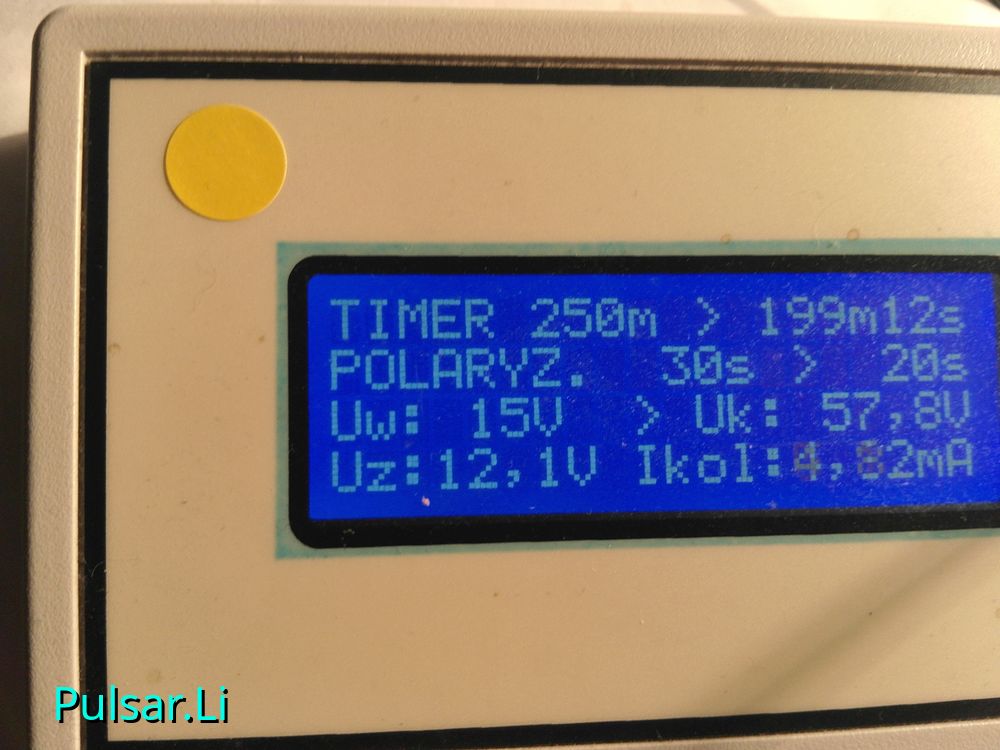 TIMER 250m > 199m12s
POLARYZ. 30s > 20s
Uw: 15V > Uk: 57,8V
Uz:12,1V Ikol:4,82mA
Pulsar.Li